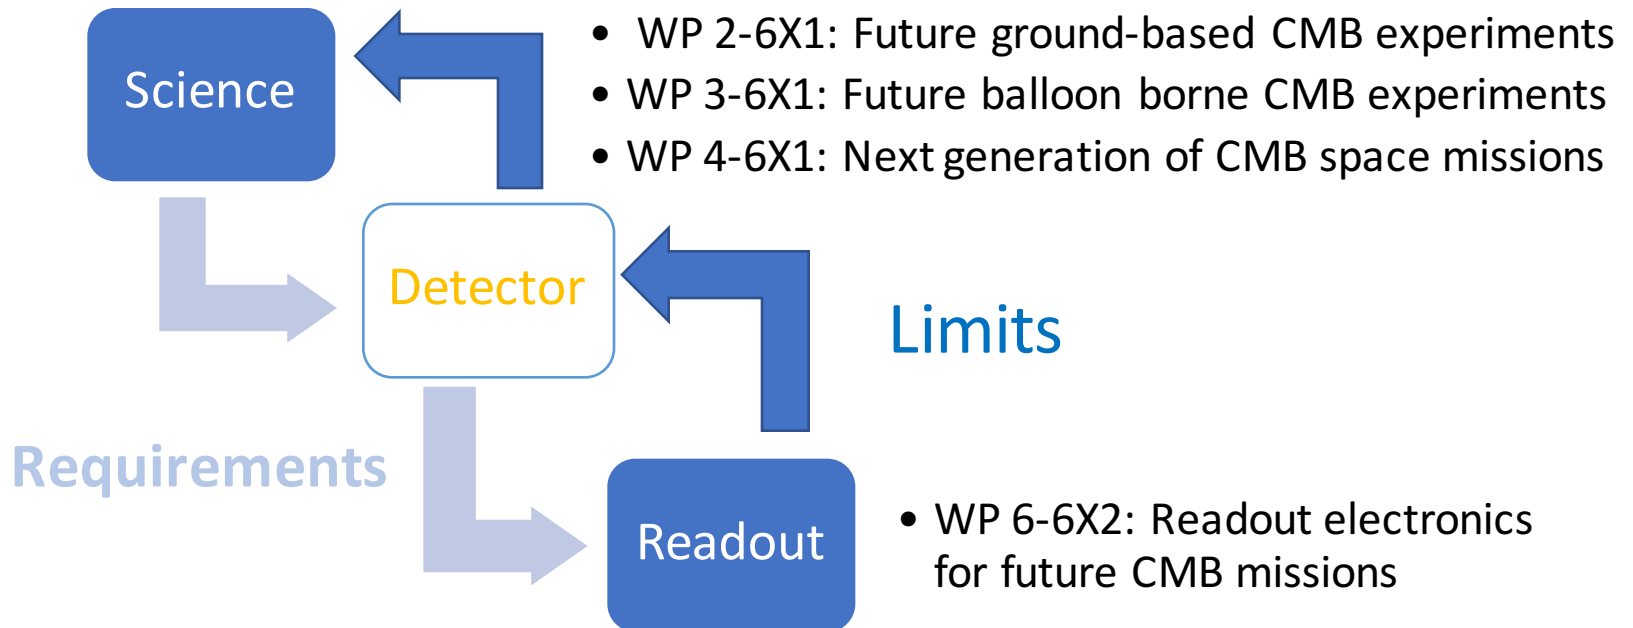 Science
• WP 2-6X1: Future ground-based CMB experiments
• WP 3-6X1: Future balloon borne CMB experiments
• WP 4-6X1: Next generation of CMB space missions
Detector
Limits
Requirements
Readout
• WP 6-6X2: Readout electronics
for future CMB missions